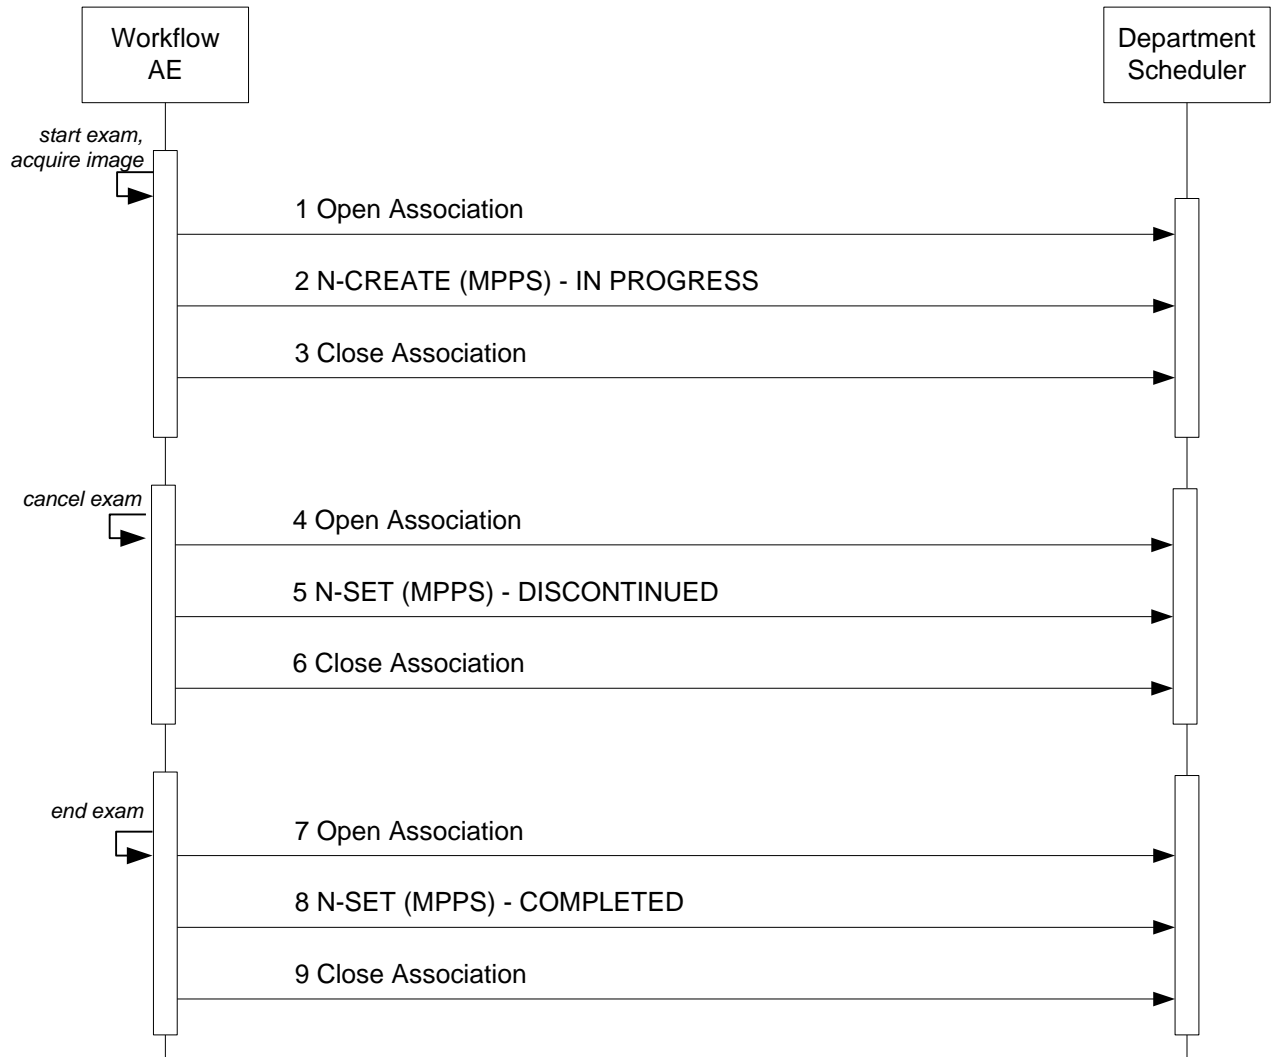 Workflow
AE
Department
Scheduler
start exam,
acquire image
1 Open Association
2 N-CREATE (MPPS) - IN PROGRESS
3 Close Association
cancel exam
4 Open Association
5 N-SET (MPPS) - DISCONTINUED
6 Close Association
end exam
7 Open Association
8 N-SET (MPPS) - COMPLETED
9 Close Association